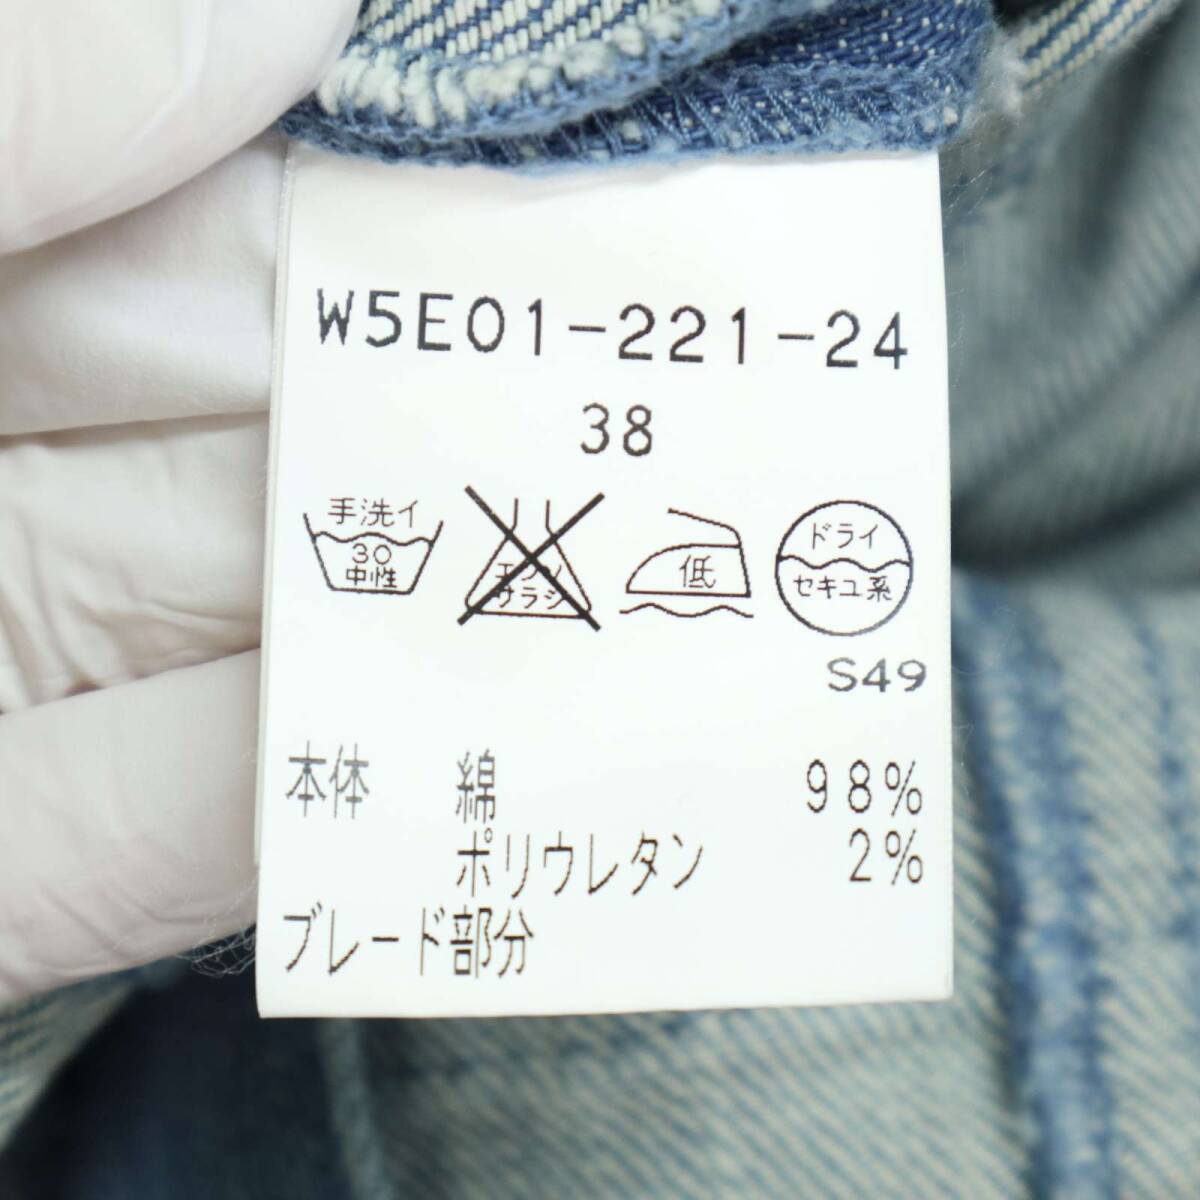 W5E01-221-24
38
手洗イ
30
中性
エンソ
サラシ
低
ドライ
セキユ系
S49
本体 綿 98%
ポリウレタン 2%
ブレード部分